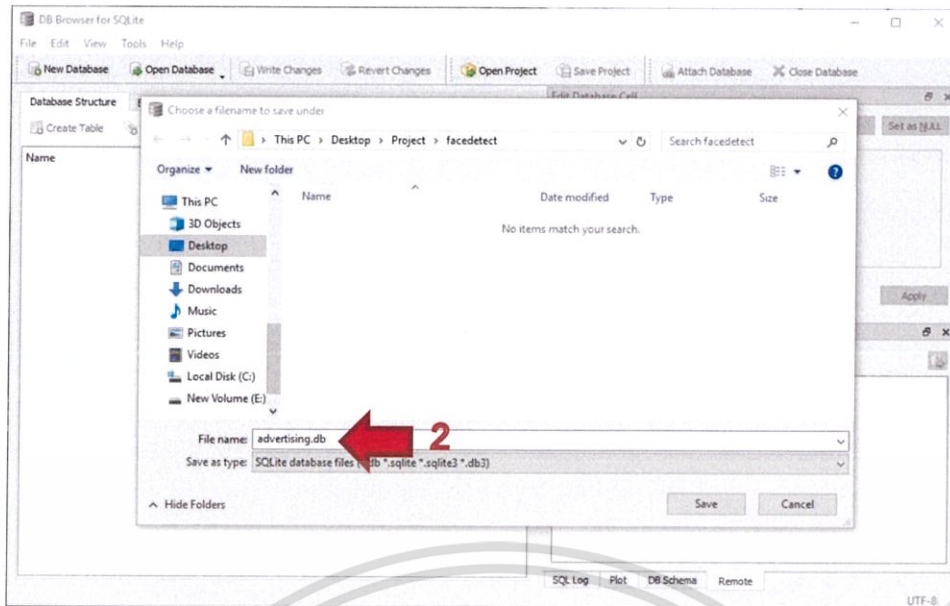 DB Browser for SQLite
File Edit View Tools Help
New Database Open Database Write Changes Revert Changes Open Project Save Project Attach Database Close Database
Database Structure
Edit Database Cell
Choose a filename to save under
Create Table
Set as NULL
This PC > Desktop > Project > facedetect
Search facedetect
Name
Organize New folder
Name Date modified Type Size
This PC
No items match your search.
3D Objects
Desktop
Documents
Downloads
Apply
Music
Pictures
Videos
Local Disk (C:)
New Volume (E:)
File name: advertising.db
2
Save as type: SQLite database files db *.sqlite *.sqlite3 *.db3)
Hide Folders
Save Cancel
SQL Log Plot DB Schema Remote
UTF-8